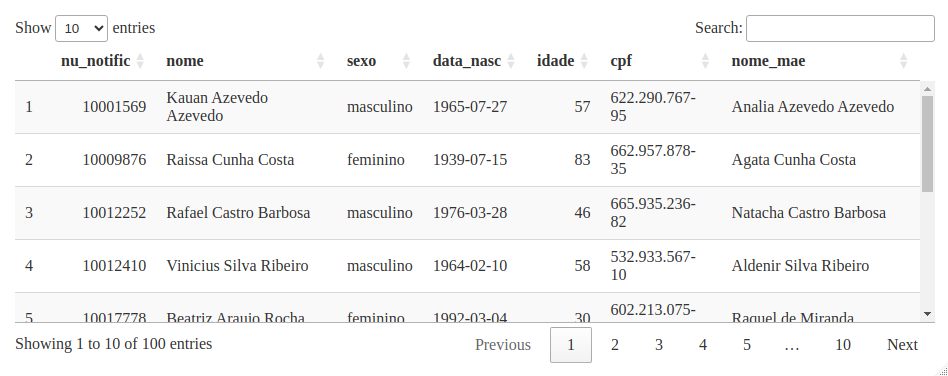 Show 10 entries Search:
nu_notific nome sexo data_nasc idade cpf nome_mae
1 10001569 Kauan Azevedo Azevedo masculino 1965-07-27 57 622.290.767-95 Analia Azevedo Azevedo
2 10009876 Raissa Cunha Costa feminino 1939-07-15 83 662.957.878-35 Agata Cunha Costa
3 10012252 Rafael Castro Barbosa masculino 1976-03-28 46 665.935.236-82 Natacha Castro Barbosa
4 10012410 Vinicius Silva Ribeiro masculino 1964-02-10 58 532.933.567-10 Aldenir Silva Ribeiro
5 10017778 Beatriz Araujo Rocha feminino 1992-03-04 30 602.213.075- Raquel de Miranda
Showing 1 to 10 of 100 entries Previous 1 2 3 4 5 … 10 Next